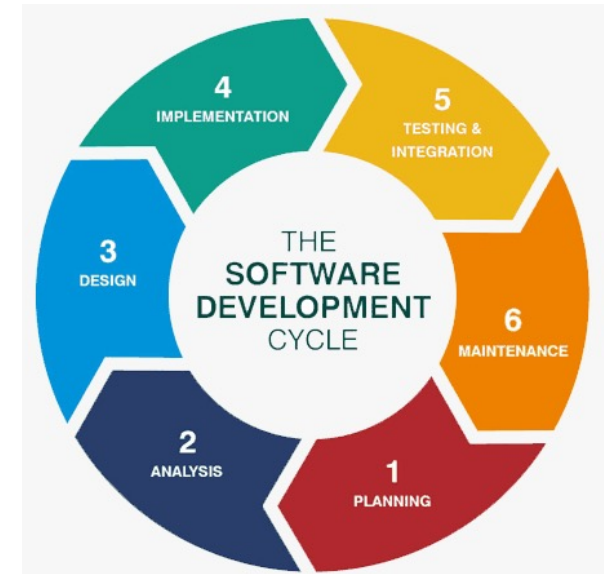 THE
SOFTWARE
DEVELOPMENT
CYCLE
1
PLANNING
2
ANALYSIS
3
DESIGN
4
IMPLEMENTATION
5
TESTING &
INTEGRATION
6
MAINTENANCE